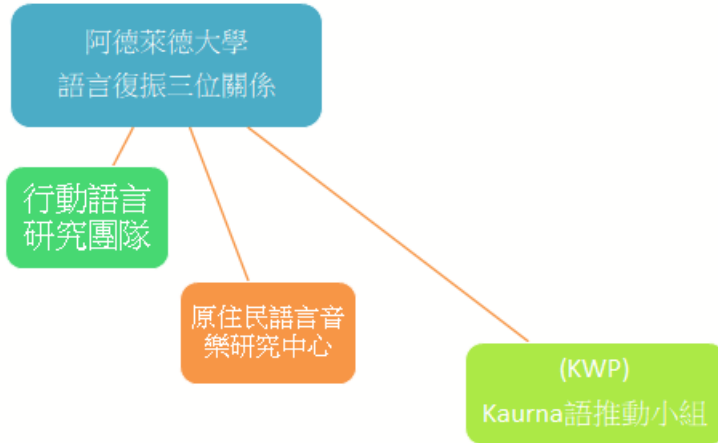 阿德萊德大學
語言復振三位關係
行動語言
研究團隊
原住民語言音
樂研究中心
(KWP)
Kaurna語推動小組